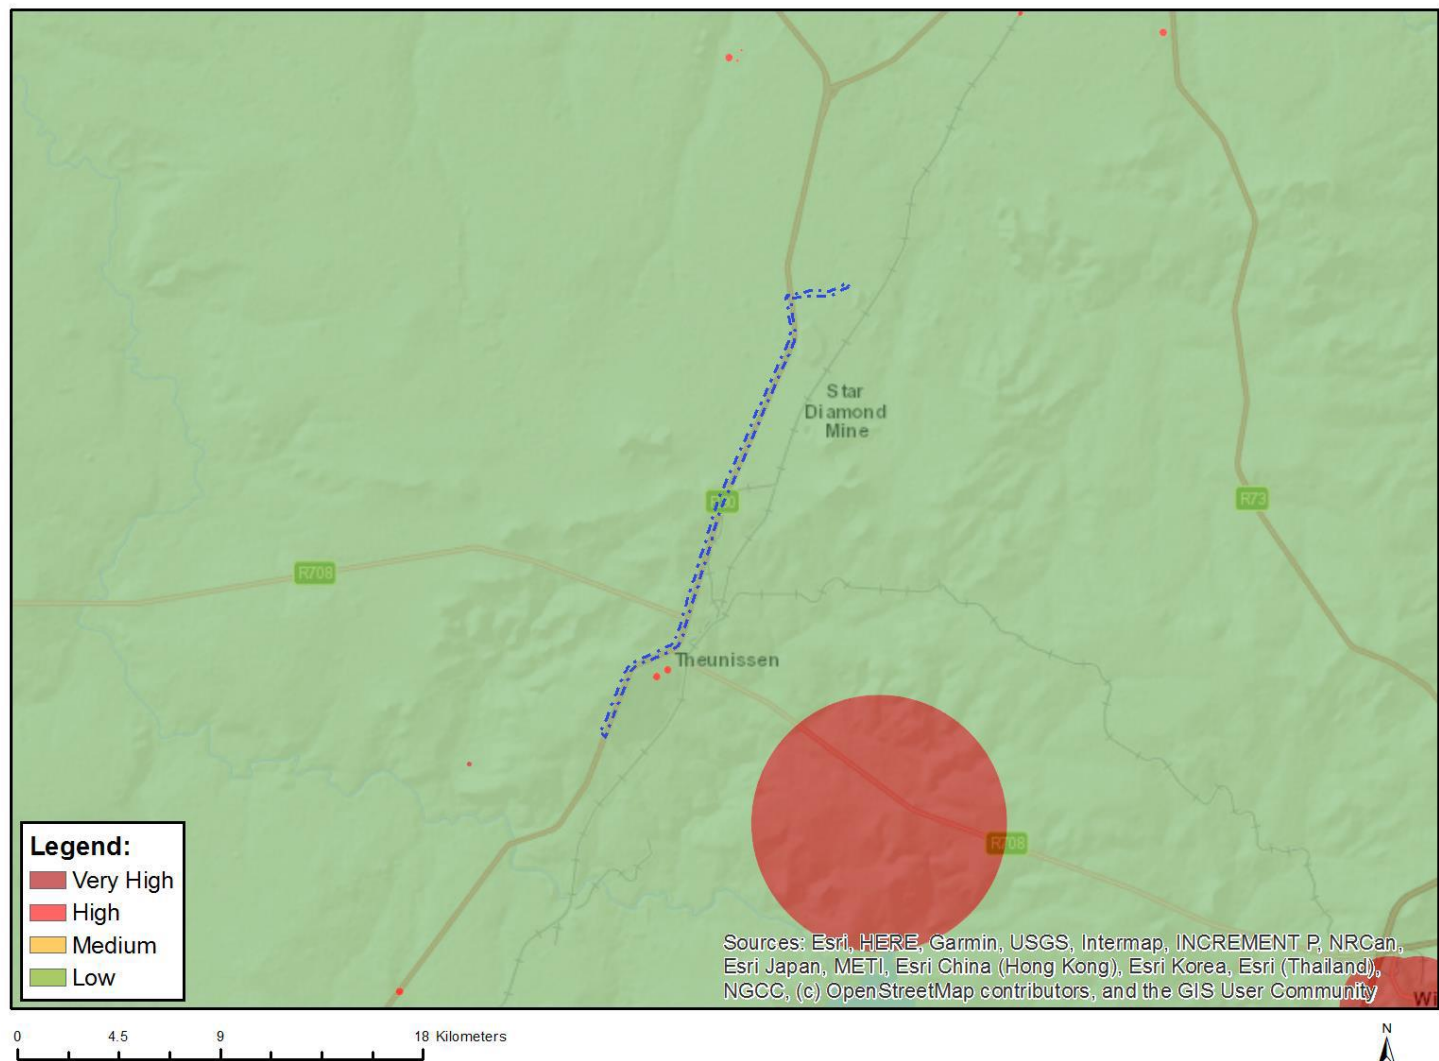 Star
Diamond
Mine
R73
R708
Theunissen
R708
Legend:
Very High
High
Medium
Low
Sources: Esri, HERE, Garmin, USGS, Intermap, INCREMENT P, NRCan,
Esri Japan, METI, Esri China (Hong Kong), Esri Korea, Esri (Thailand),
NGCC, (c) OpenStreetMap contributors, and the GIS User Community
Wi
0 4.5 9 18 Kilometers
N